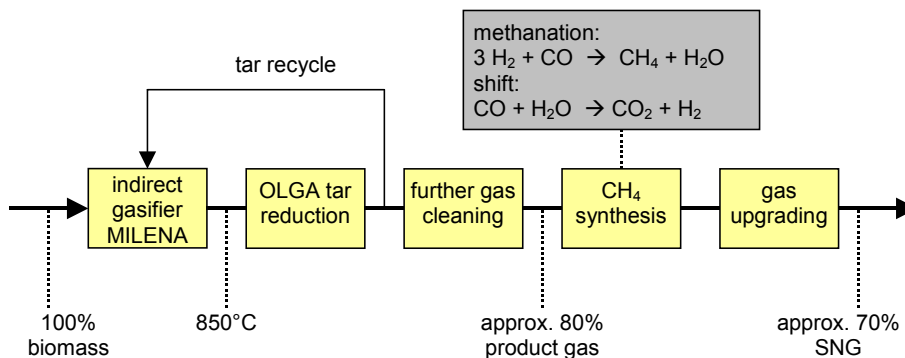 methanation:
3 H₂ + CO → CH₄ + H₂O
shift:
CO + H₂O → CO₂ + H₂
tar recycle
indirect
gasifier
MILENA
OLGA tar
reduction
further gas
cleaning
CH₄
synthesis
gas
upgrading
100%
biomass
850°C
approx. 80%
product gas
approx. 70%
SNG